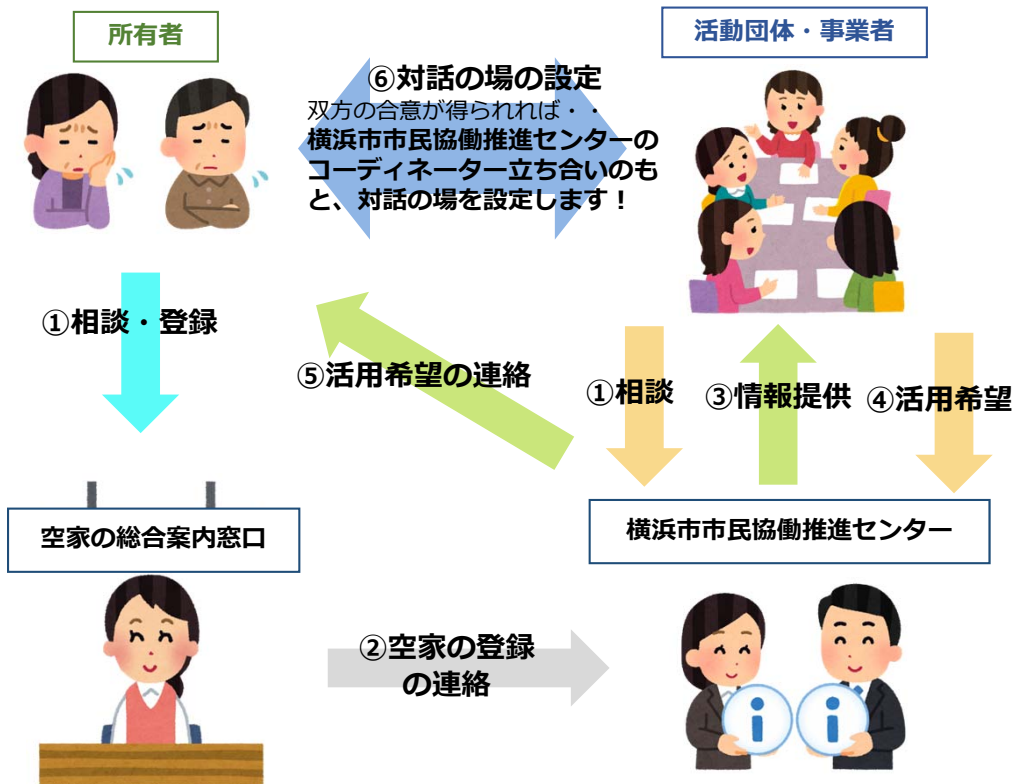 所有者
活動団体・事業者
⑥対話の場の設定
双方の合意が得られれば・・
横浜市市民協働推進センターの
コーディネーター立ち合いのも
と、対話の場を設定します！
①相談・登録
⑤活用希望の連絡
①相談
③情報提供
④活用希望
空家の総合案内窓口
横浜市市民協働推進センター
②空家の登録
の連絡
i
i